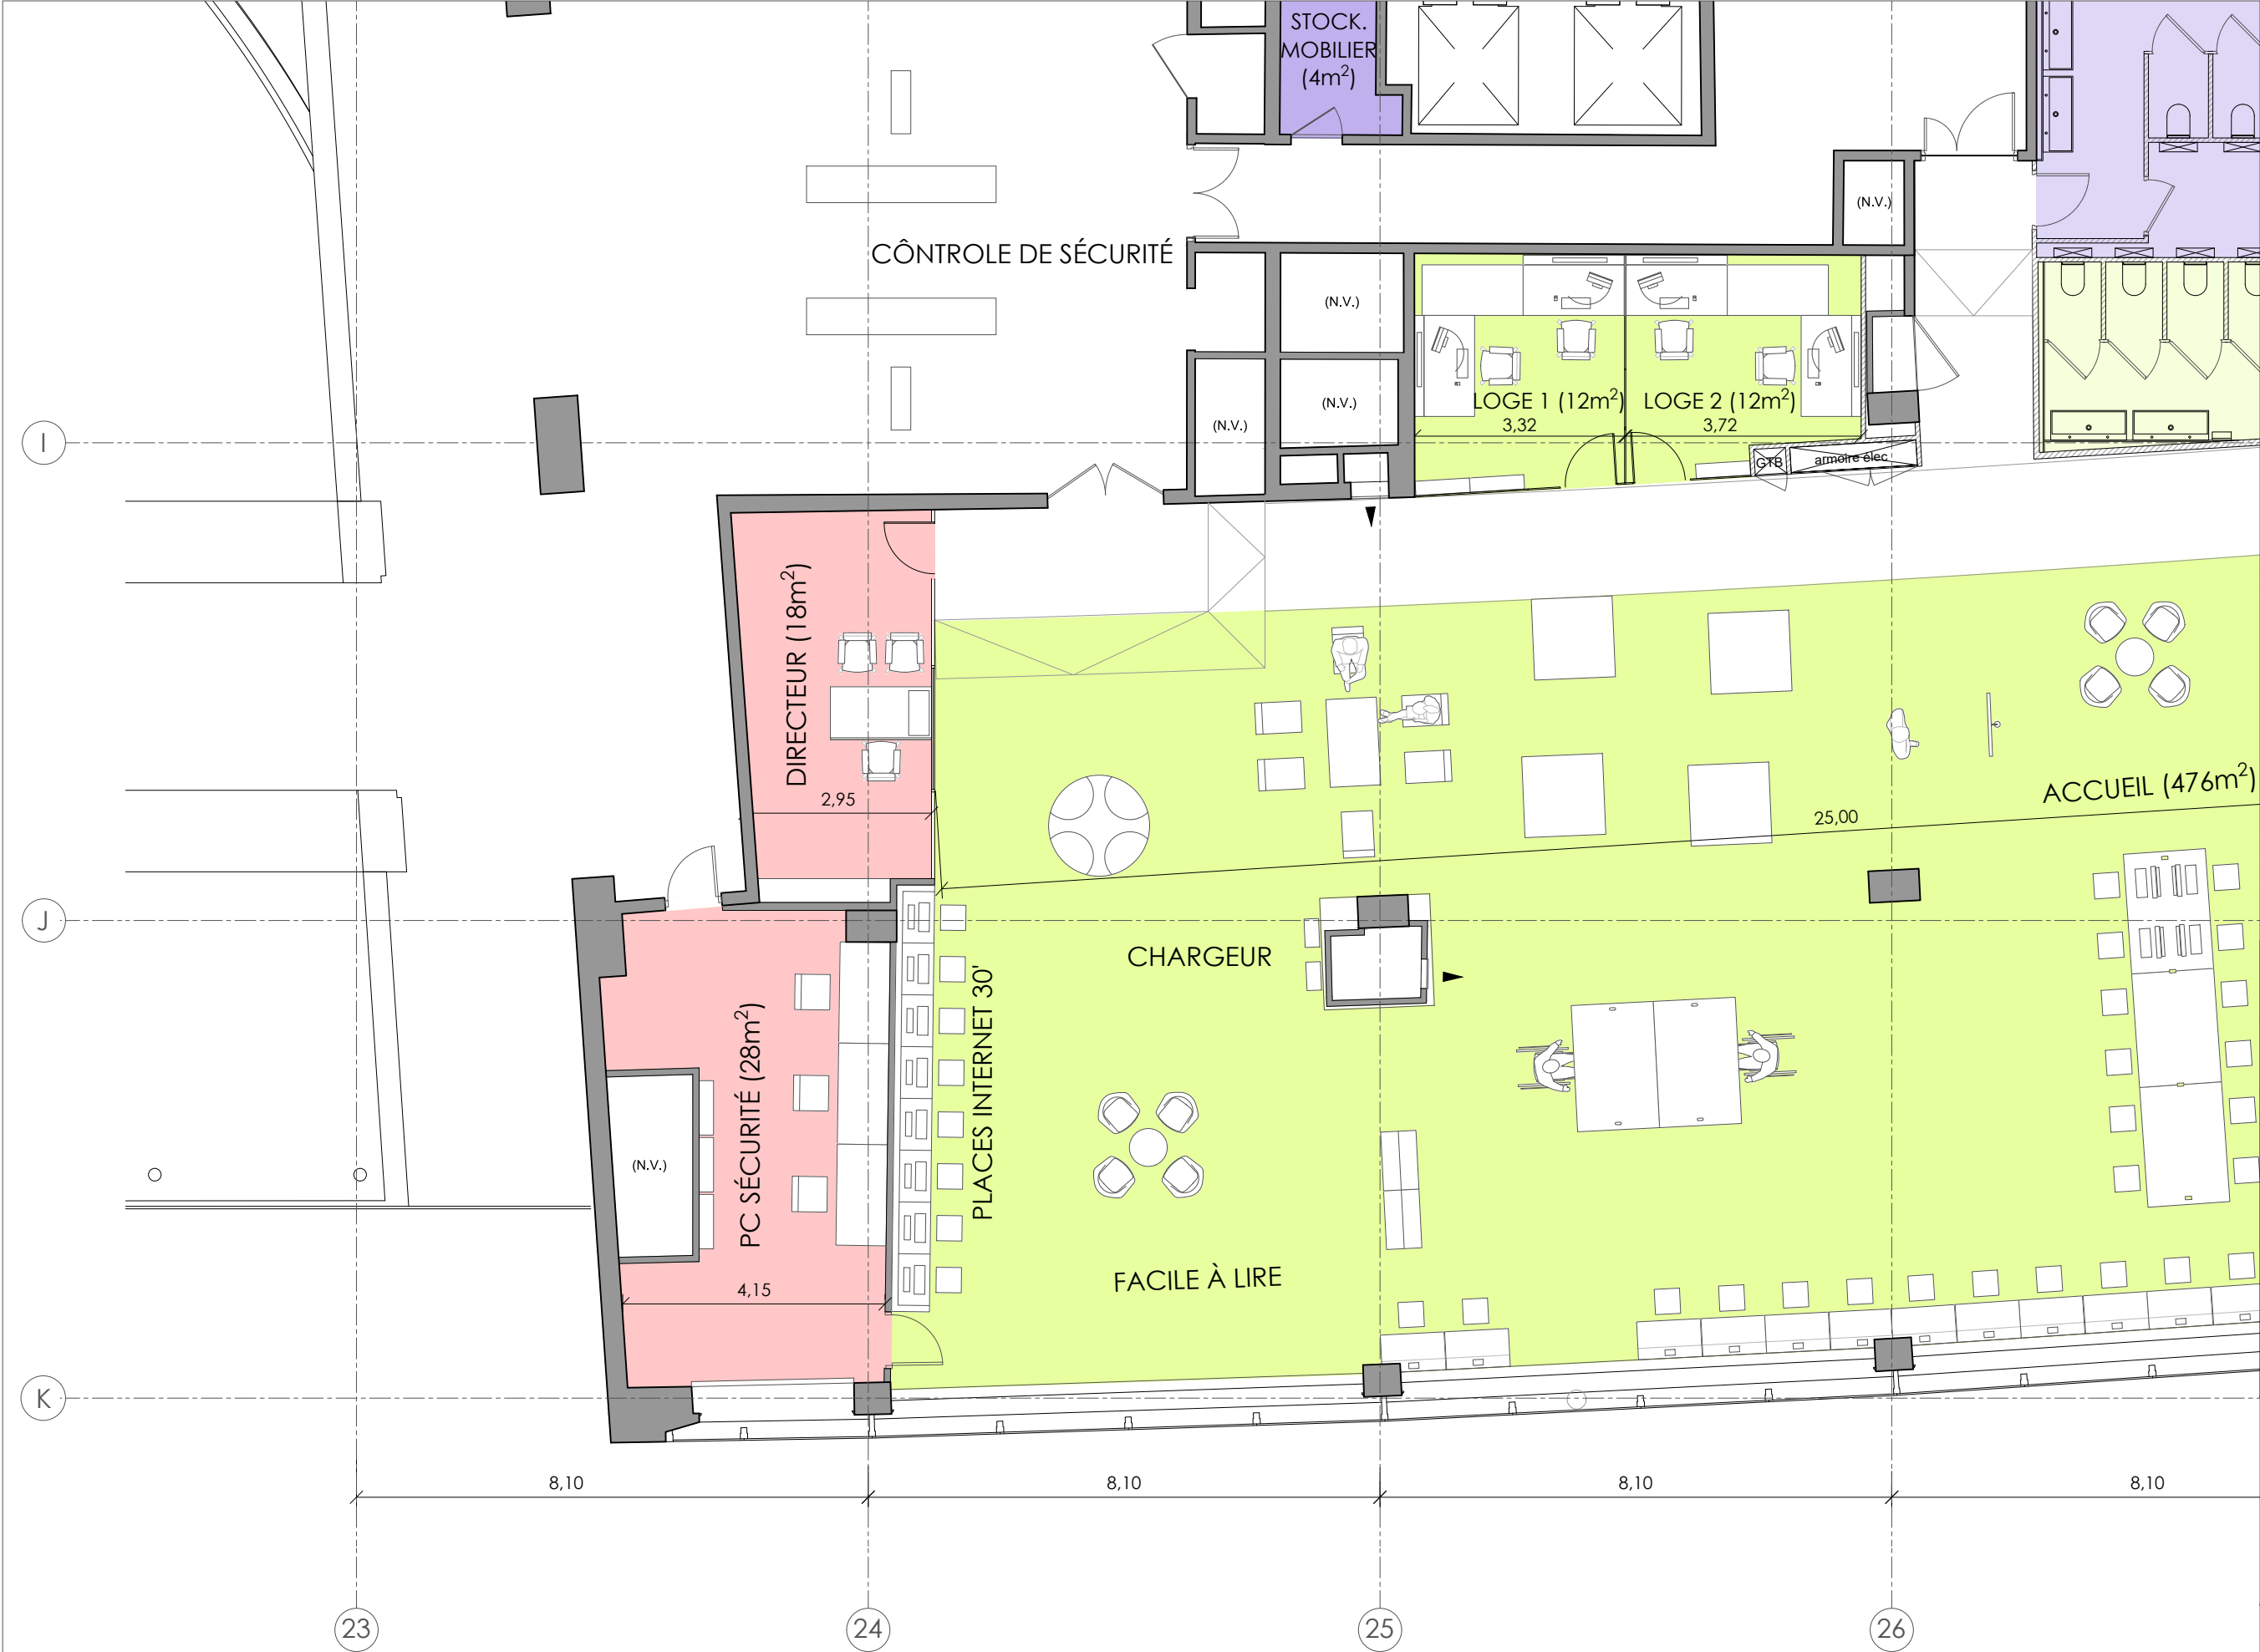 STOCK.
MOBILIER
(4m²)
(N.V.)
CÔNTROLE DE SÉCURITÉ
(N.V.)
(N.V.)
(N.V.)
LOGE 1 (12m²)
LOGE 2 (12m²)
3,32
3,72
I
GTB
armoire élec
DIRECTEUR (18m²)
2,95
ACCUEIL (476m²)
25,00
J
CHARGEUR
PLACES INTERNET 30'
PC SÉCURITÉ (28m²)
(N.V.)
4,15
FACILE À LIRE
K
8,10
8,10
8,10
8,10
23
24
25
26